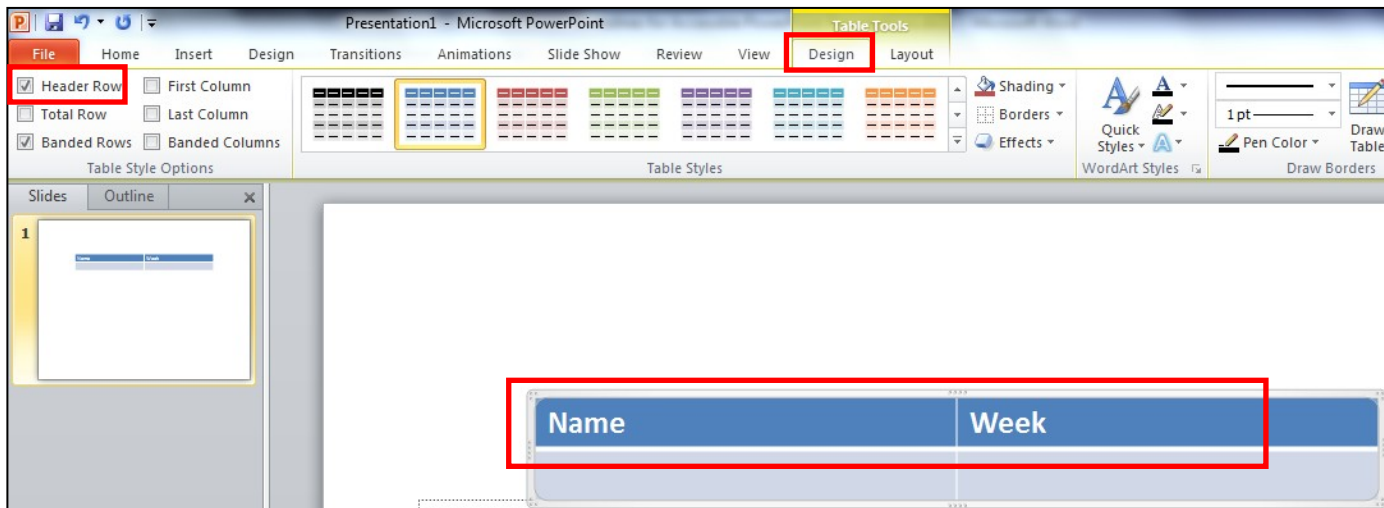 Presentation1 - Microsoft PowerPoint
Table Tools
File Home Insert Design Transitions Animations Slide Show Review View Design Layout
Header Row First Column Shading
Total Row Last Column Borders Quick 1 pt Draw
Banded Rows Banded Columns Effects Styles Pen Color Table
Table Style Options Table Styles WordArt Styles Draw Borders
Slides Outline
1
Name Week
Name Week